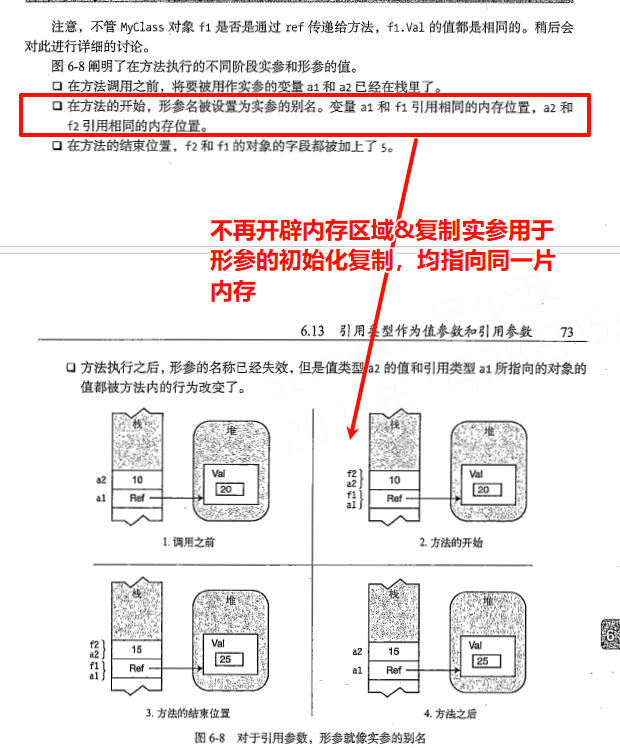 注意，不管 MyClass 对象 f1 是否是通过 ref 传递给方法，f1.Val 的值都是相同的。稍后会
对此进行详细的讨论。
图 6-8 阐明了在方法执行的不同阶段实参和形参的值。
❑ 在方法调用之前，将要被用作实参的变量 a1 和 a2 已经在栈里了。
❑ 在方法的开始，形参名被设置为实参的别名。变量 a1 和 f1 引用相同的内存位置，a2 和
f2 引用相同的内存位置。
❑ 在方法的结束位置，f2 和 f1 的对象的字段都被加上了 5。
不再开辟内存区域&复制实参用于
形参的初始化复制，均指向同一片
内存
6.13 引用类型作为值参数和引用参数 73
❑ 方法执行之后，形参的名称已经失效，但是值类型 a2 的值和引用类型 a1 所指向的对象的
值都被方法内的行为改变了。
栈 堆
Val
20
a2 10
a1 Ref
1. 调用之前
栈 堆
Val
20
f2
a2 10
f1
a1 Ref
2. 方法的开始
栈 堆
Val
25
f2
a2 15
f1
a1 Ref
3. 方法的结束位置
栈 堆
Val
25
a2 15
a1 Ref
4. 方法之后
6
图 6-8 对于引用参数，形参就像实参的别名